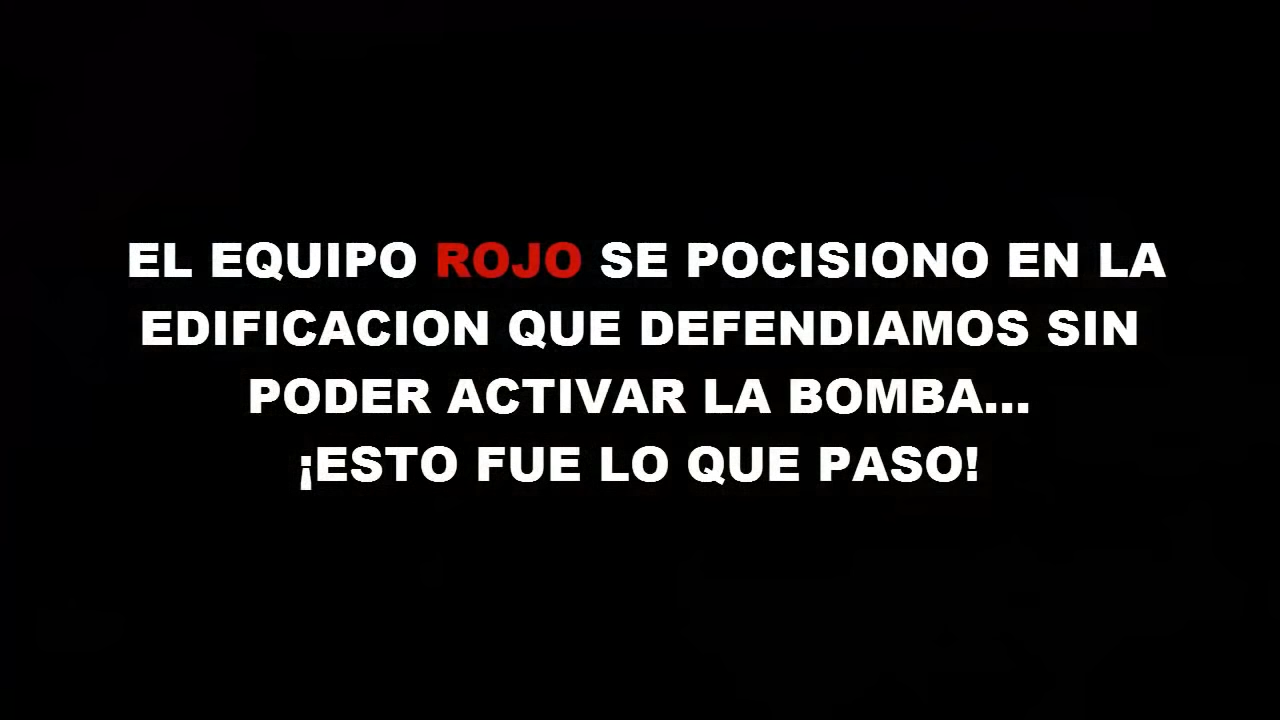 EL EQUIPO ROJO SE POCISIONO EN LA
EDIFICACION QUE DEFENDIAMOS SIN
PODER ACTIVAR LA BOMBA...
¡ESTO FUE LO QUE PASO!